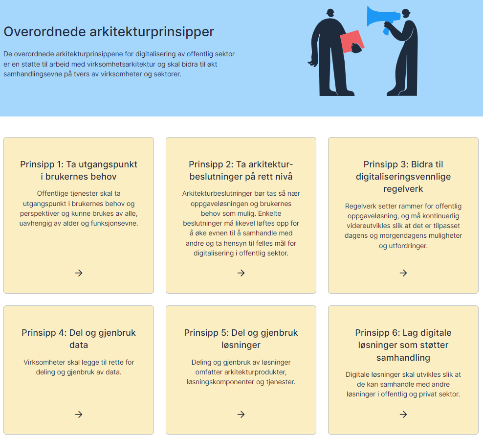 Overordnede arkitekturprinsipper
De overordnede arkitekturprinsippene for digitalisering av offentlig sektor
er en støtte til arbeid med virksomhetsarkitektur og skal bidra til økt
samhandlingsevne på tvers av virksomheter og sektorer.
Prinsipp 1: Ta utgangspunkt
i brukernes behov
Offentlige tjenester skal ta
utgangspunkt i brukernes behov og
perspektiver og kunne brukes av alle,
uavhengig av alder og funksjonsevne.
Prinsipp 2: Ta arkitektur-
beslutninger på rett nivå
Arkitekturbeslutninger bør tas så nær
oppgaveløsningen og brukernes
behov som mulig. Enkelte
beslutninger må likevel løftes opp for
å øke evnen til å samhandle med
andre og ta hensyn til felles mål for
digitalisering i offentlig sektor.
Prinsipp 3: Bidra til
digitaliseringsvennlige
regelverk
Regelverk setter rammer for offentlig
oppgaveløsning, og må kontinuerlig
videreutvikles slik at det er tilpasset
dagens og morgendagens muligheter
og utfordringer.
Prinsipp 4: Del og gjenbruk
data
Virksomheter skal legge til rette for
deling og gjenbruk av data.
Prinsipp 5: Del og gjenbruk
løsninger
Deling og gjenbruk av løsninger
omfatter arkitekturprodukter,
løsningskomponenter og tjenester.
Prinsipp 6: Lag digitale
løsninger som støtter
samhandling
Digitale løsninger skal utvikles slik at
de kan samhandle med andre
løsninger i offentlig og privat sektor.